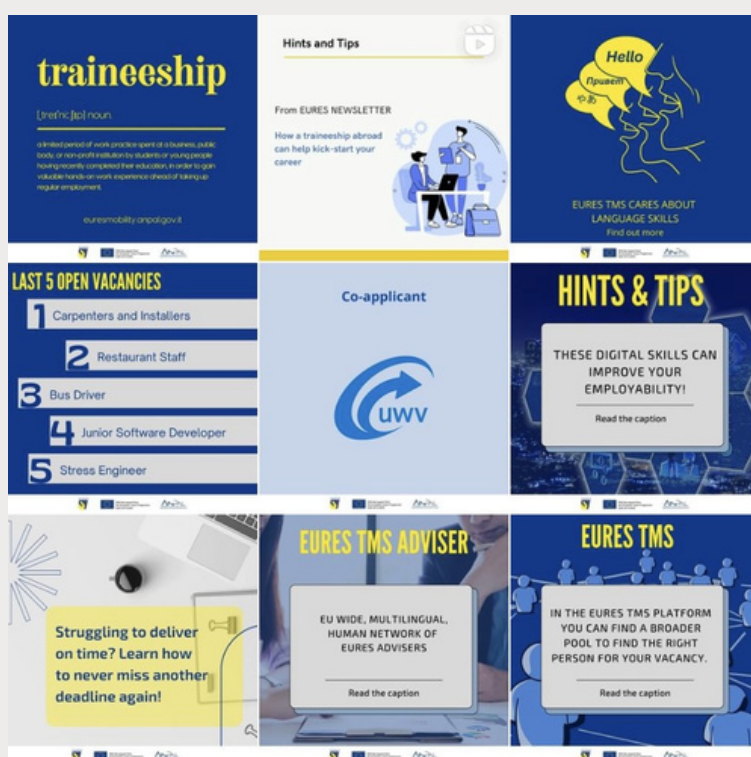 traineeship
noun
a limited period of work practice spent at a business, public
body, or non-profit institution by students or young people
having recently completed their education, in order to gain
valuable hands-on work experience ahead of taking up
regular employment.
euresmobility.anpal.gov.it
Hints and Tips
From EURES NEWSLETTER
How a traineeship abroad
can help kick-start your
career
Hello
Привет
やあ
EURES TMS CARES ABOUT
LANGUAGE SKILLS
Find out more
LAST 5 OPEN VACANCIES
1 Carpenters and Installers
2 Restaurant Staff
3 Bus Driver
4 Junior Software Developer
5 Stress Engineer
Co-applicant
UWV
HINTS & TIPS
THESE DIGITAL SKILLS CAN
IMPROVE YOUR
EMPLOYABILITY!
Read the caption
Struggling to deliver
on time? Learn how
to never miss another
deadline again!
EURES TMS ADVISER
EU WIDE, MULTILINGUAL,
HUMAN NETWORK OF
EURES ADVISERS
Read the caption
EURES TMS
IN THE EURES TMS PLATFORM
YOU CAN FIND A BROADER
POOL TO FIND THE RIGHT
PERSON FOR YOUR VACANCY.
Read the caption